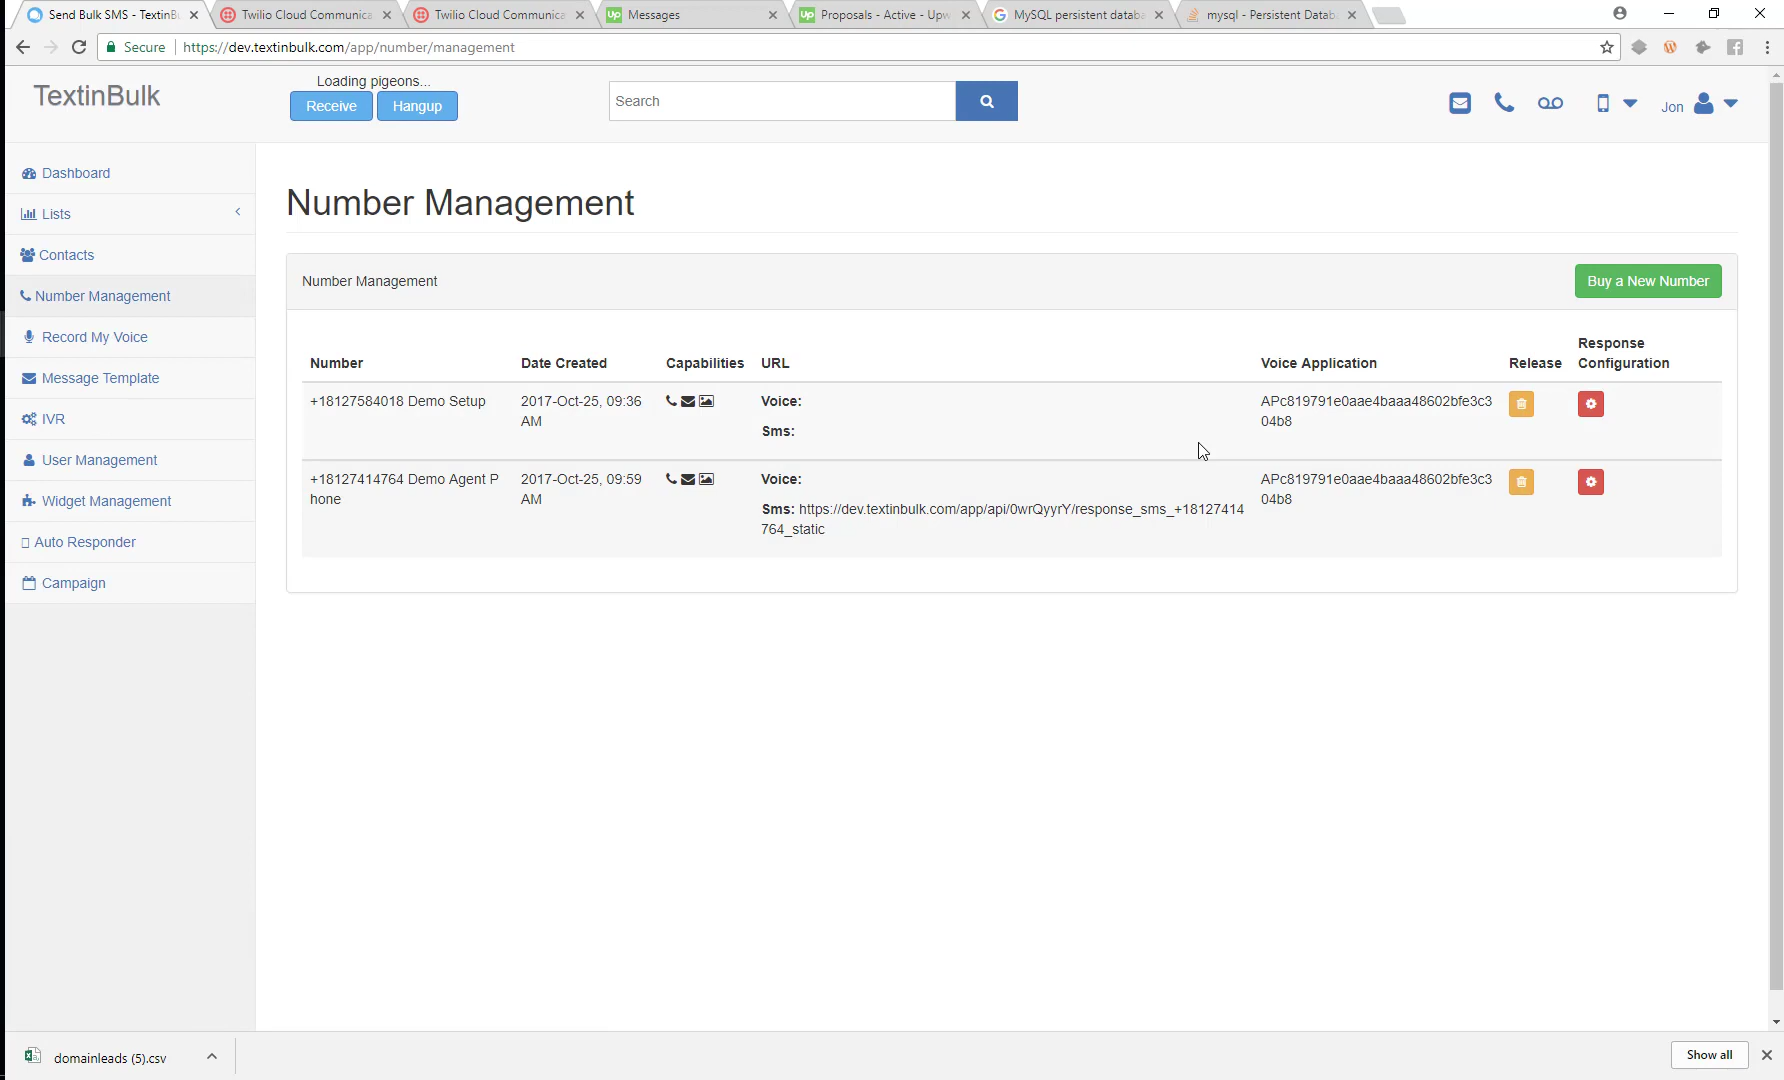 Send Bulk SMS - TextinBu
Twilio Cloud Communica
Twilio Cloud Communica
Messages
Proposals - Active - Upw
MySQL persistent databa
mysql - Persistent Datab
Secure
https://dev.textinbulk.com/app/number/management
TextinBulk
Loading pigeons...
Receive
Hangup
Search
Jon
Dashboard
Lists
Contacts
Number Management
Record My Voice
Message Template
IVR
User Management
Widget Management
Auto Responder
Campaign
Number Management
Number Management
Buy a New Number
Number
Date Created
Capabilities
URL
Voice Application
Release
Response
Configuration
+18127584018 Demo Setup
2017-Oct-25, 09:36
AM
Voice:
Sms:
APc819791e0aae4baaa48602bfe3c3
04b8
+18127414764 Demo Agent P
hone
2017-Oct-25, 09:59
AM
Voice:
Sms: https://dev.textinbulk.com/app/api/0wrQyyrY/response_sms_+18127414
764_static
APc819791e0aae4baaa48602bfe3c3
04b8
domainleads (5).csv
Show all